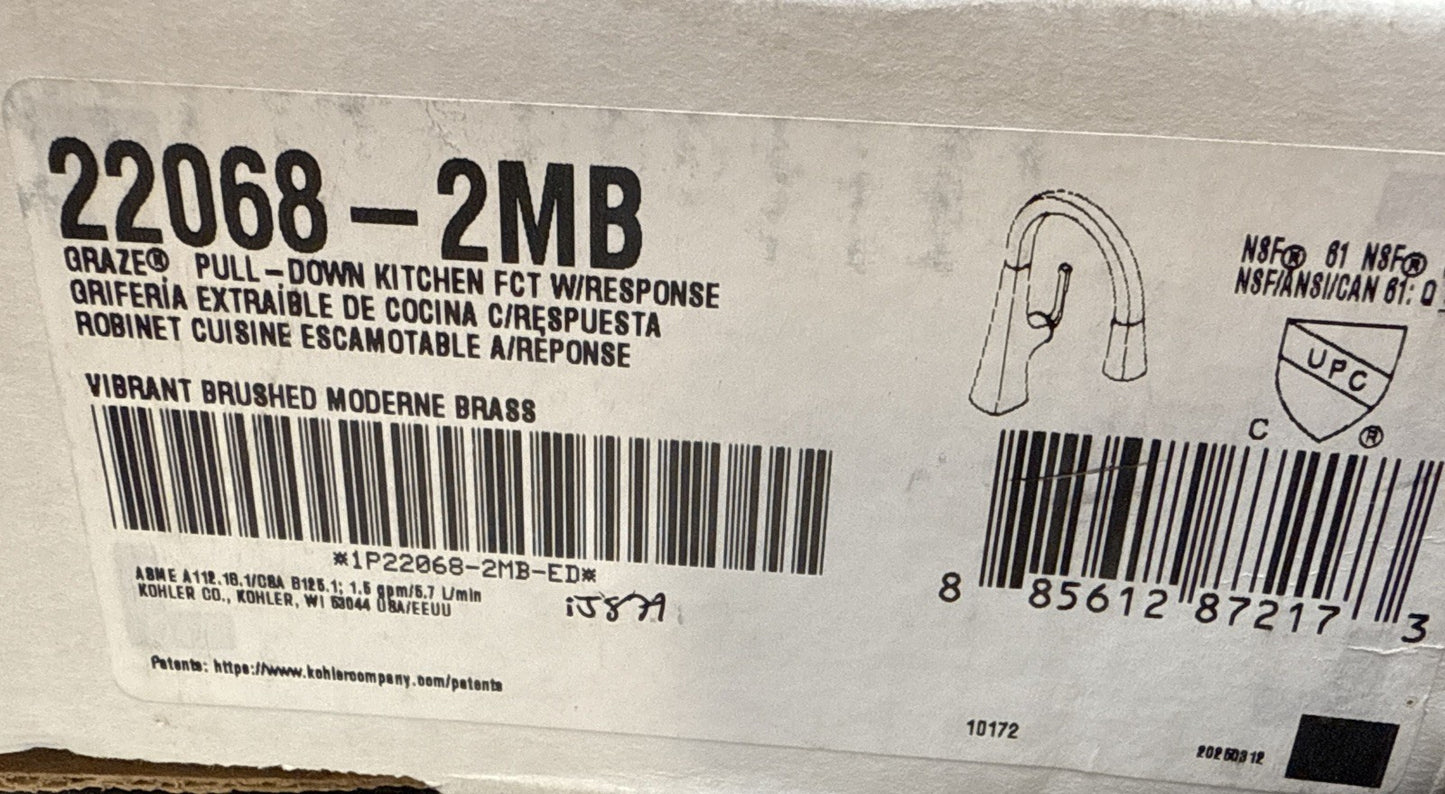 22068-2MB
GRAZE® PULL-DOWN KITCHEN FCT W/RESPONSE
GRIFERÍA EXTRAÍBLE DE COCINA C/RESPUESTA
ROBINET CUISINE ESCAMOTABLE A/RÉPONSE
VIBRANT BRUSHED MODERNE BRASS
*1P22068-2MB-ED*
ASME A112.18.1/CSA B125.1; 1.5 gpm/5.7 L/min
KOHLER CO., KOHLER, WI 53044 USA/EEUU
Patents: https://www.kohlercompany.com/patents
NSF® 61 NSF®
NSF/ANSI/CAN 61: Q
UPC
C ®
8 85612 87217 3
10172
20250312